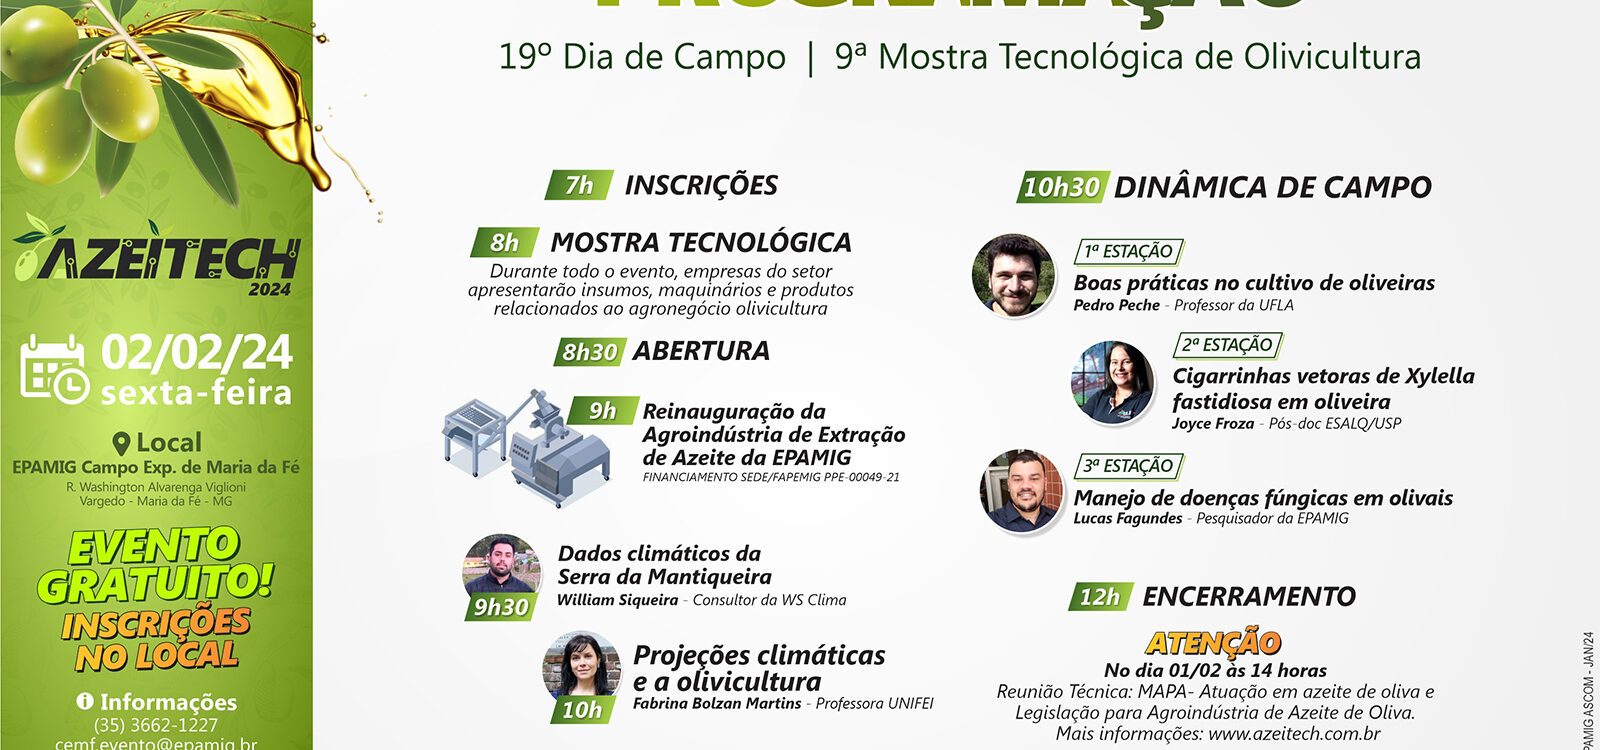 PROGRAMAÇÃO
19º Dia de Campo | 9ª Mostra Tecnológica de Olivicultura
AZEITECH
2024
02/02/24
sexta-feira
Local
EPAMIG Campo Exp. de Maria da Fé
R. Washington Alvarenga Viglioni
Vargedo - Maria da Fé - MG
EVENTO
GRATUITO!
INSCRIÇÕES
NO LOCAL
Informações
(35) 3662-1227
cemf.evento@epamig.br
7h INSCRIÇÕES
8h MOSTRA TECNOLÓGICA
Durante todo o evento, empresas do setor
apresentarão insumos, maquinários e produtos
relacionados ao agronegócio olivicultura
8h30 ABERTURA
9h Reinauguração da
Agroindústria de Extração
de Azeite da EPAMIG
FINANCIAMENTO SEDE/FAPEMIG PPE-00049-21
Dados climáticos da
Serra da Mantiqueira
William Siqueira - Consultor da WS Clima
9h30
Projeções climáticas
e a olivicultura
Fabrina Bolzan Martins - Professora UNIFEI
10h
10h30 DINÂMICA DE CAMPO
1ª ESTAÇÃO
Boas práticas no cultivo de oliveiras
Pedro Peche - Professor da UFLA
2ª ESTAÇÃO
Cigarrinhas vetoras de Xylella
fastidiosa em oliveira
Joyce Froza - Pós-doc ESALQ/USP
3ª ESTAÇÃO
Manejo de doenças fúngicas em olivais
Lucas Fagundes - Pesquisador da EPAMIG
12h ENCERRAMENTO
ATENÇÃO
No dia 01/02 às 14 horas
Reunião Técnica: MAPA- Atuação em azeite de oliva e
Legislação para Agroindústria de Azeite de Oliva.
Mais informações: www.azeitech.com.br
PAMIG ASCOM - JAN/24